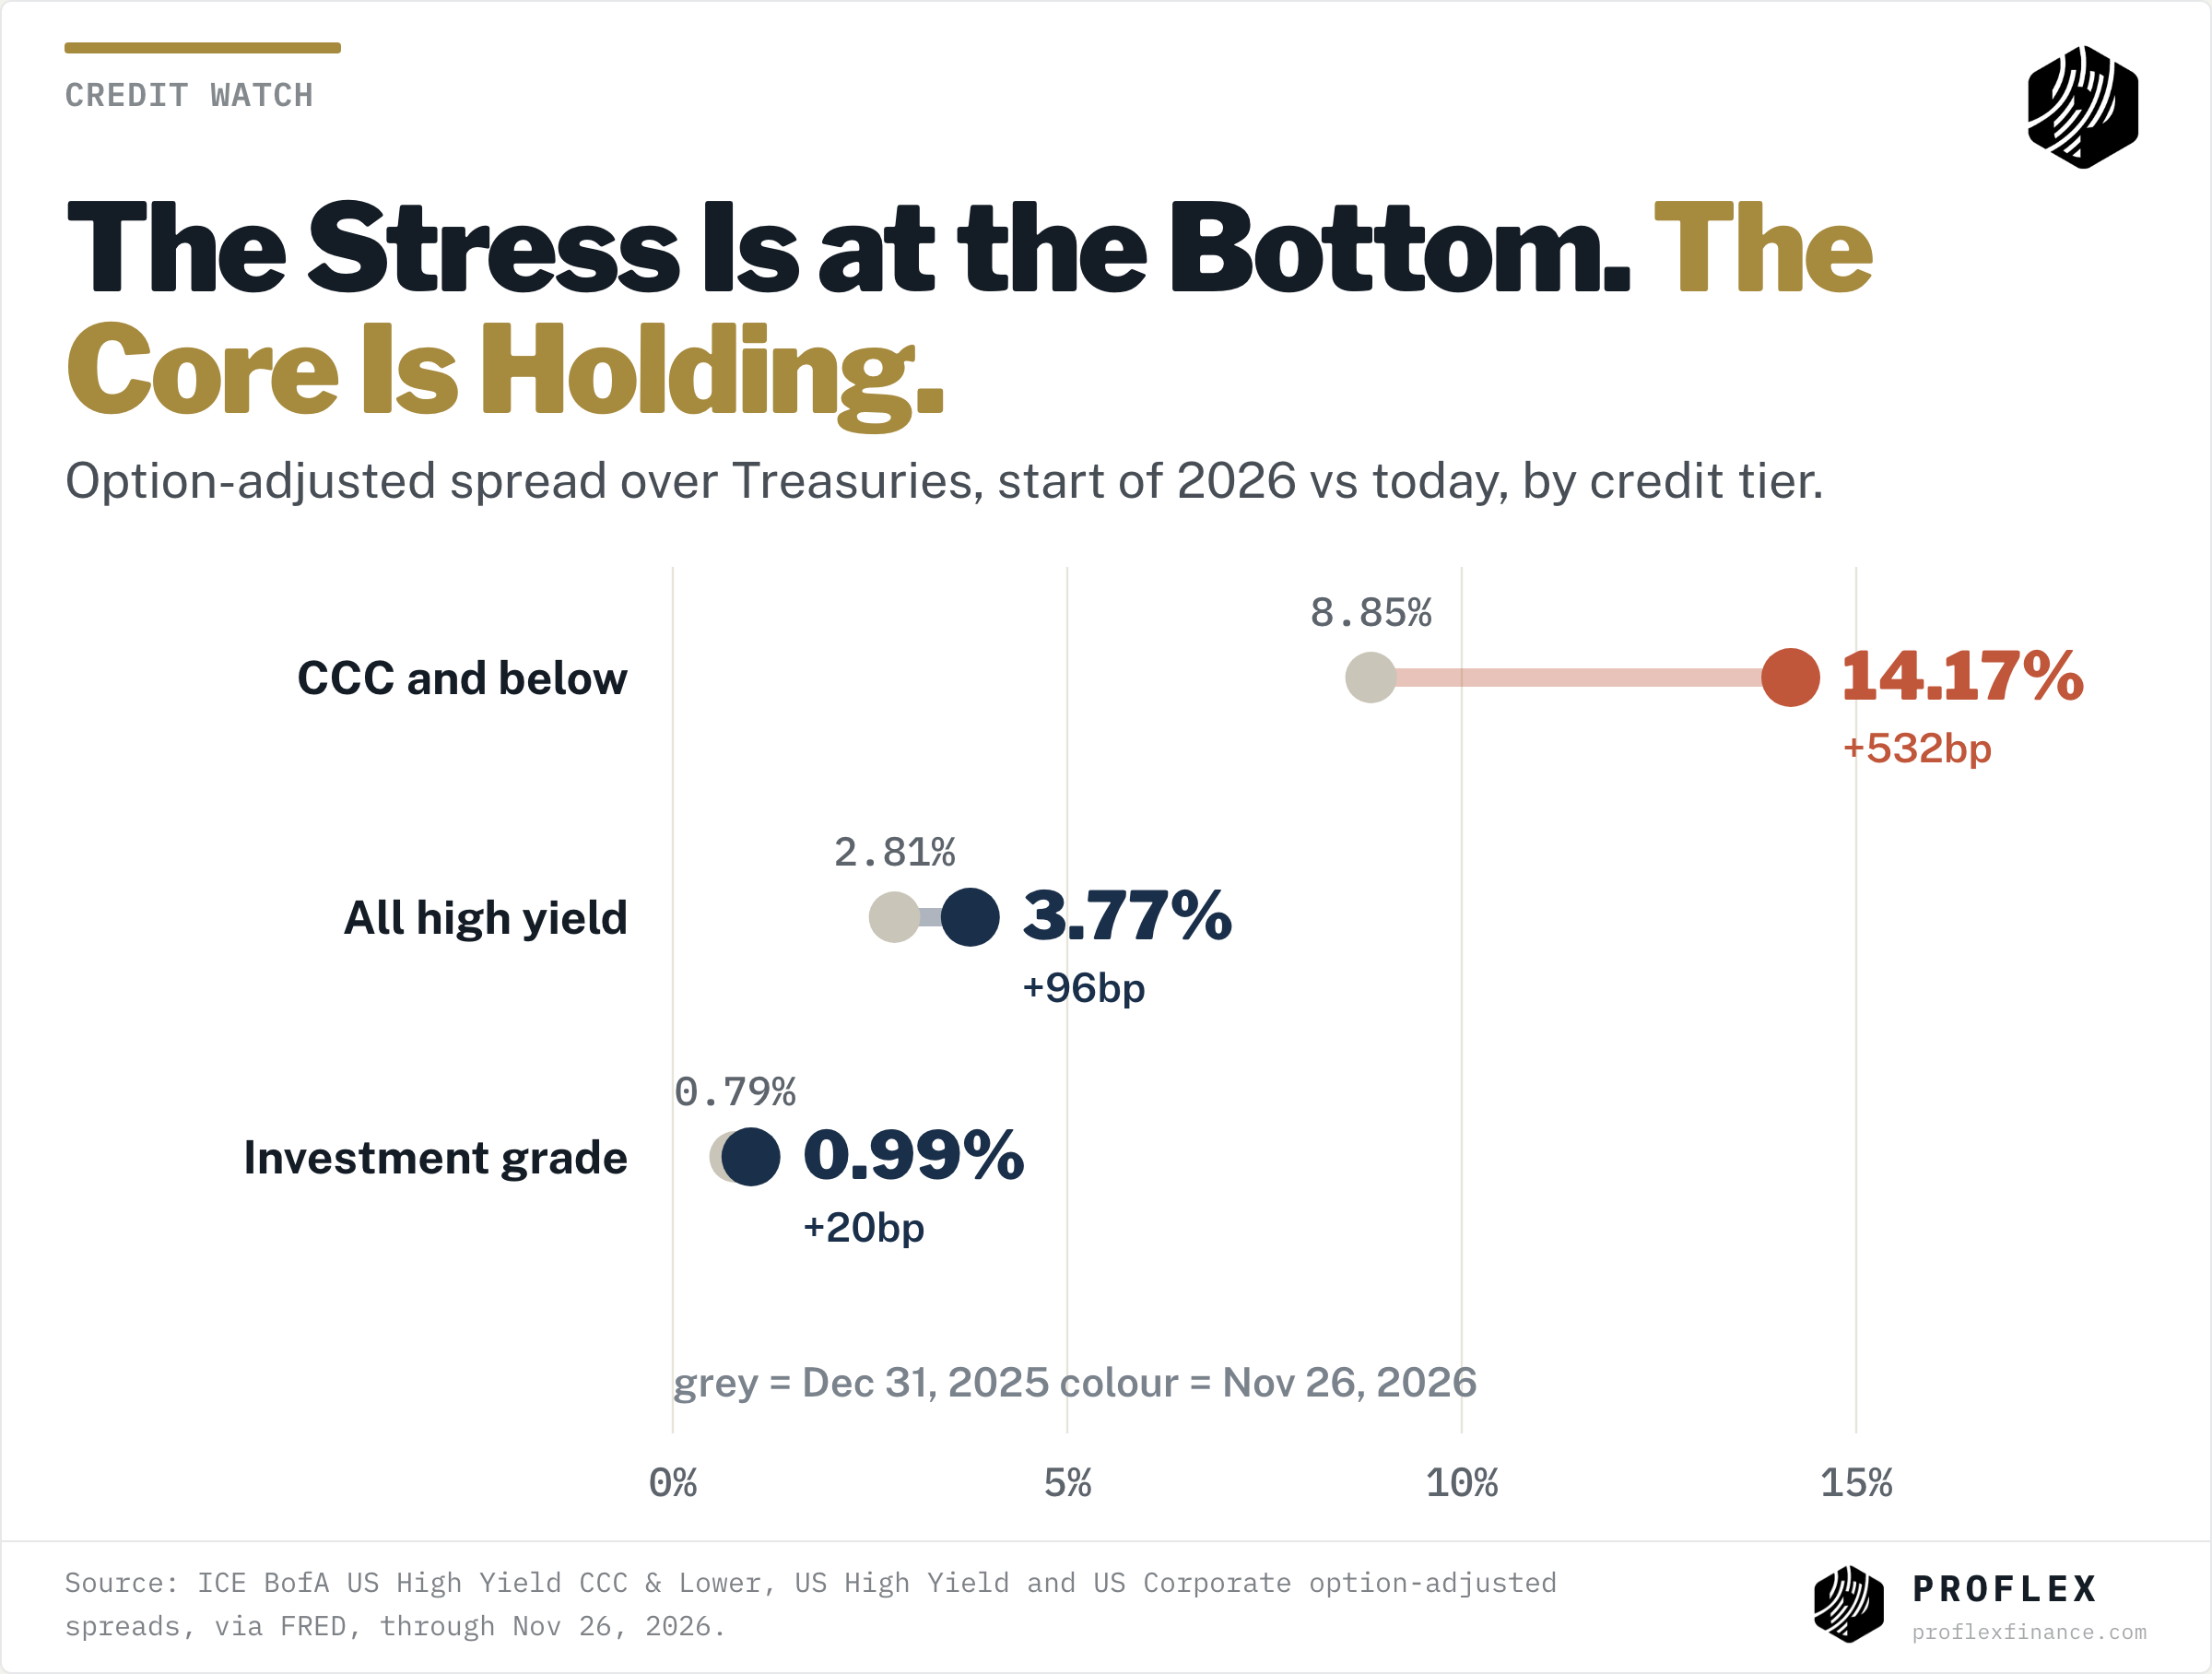 CREDIT WATCH
The Stress Is at the Bottom. The
Core Is Holding.
Option-adjusted spread over Treasuries, start of 2026 vs today, by credit tier.
8.85%
CCC and below
14.17%
+532bp
2.81%
All high yield
3.77%
+96bp
0.79%
Investment grade
0.99%
+20bp
grey = Dec 31, 2025 colour = Nov 26, 2026
0%
5%
10%
15%
Source: ICE BofA US High Yield CCC & Lower, US High Yield and US Corporate option-adjusted
spreads, via FRED, through Nov 26, 2026.
PROFLEX
proflexfinance.com